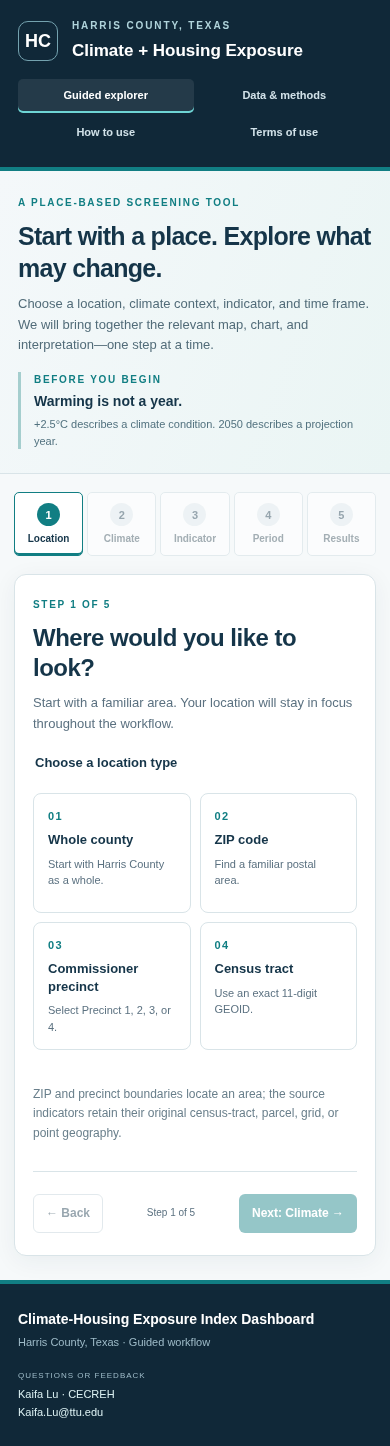 HC
HARRIS COUNTY, TEXAS
Climate + Housing Exposure
Guided explorer
Data & methods
How to use
Terms of use
A PLACE-BASED SCREENING TOOL
Start with a place. Explore what
may change.
Choose a location, climate context, indicator, and time frame.
We will bring together the relevant map, chart, and
interpretation—one step at a time.
BEFORE YOU BEGIN
Warming is not a year.
+2.5°C describes a climate condition. 2050 describes a projection
year.
1
Location
2
Climate
3
Indicator
4
Period
5
Results
STEP 1 OF 5
Where would you like to
look?
Start with a familiar area. Your location will stay in focus
throughout the workflow.
Choose a location type
01
Whole county
Start with Harris County
as a whole.
02
ZIP code
Find a familiar postal
area.
03
Commissioner
precinct
Select Precinct 1, 2, 3, or
4.
04
Census tract
Use an exact 11-digit
GEOID.
ZIP and precinct boundaries locate an area; the source
indicators retain their original census-tract, parcel, grid, or
point geography.
← Back
Step 1 of 5
Next: Climate →
Climate-Housing Exposure Index Dashboard
Harris County, Texas · Guided workflow
QUESTIONS OR FEEDBACK
Kaifa Lu · CECREH
Kaifa.Lu@ttu.edu